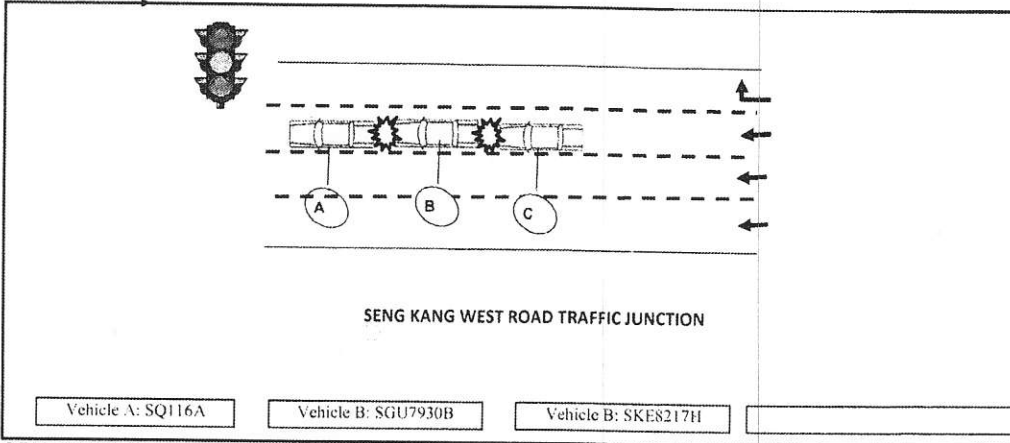 A
B
C
SENG KANG WEST ROAD TRAFFIC JUNCTION
Vehicle A: SQ116A
Vehicle B: SGU7930B
Vehicle B: SKE8217H